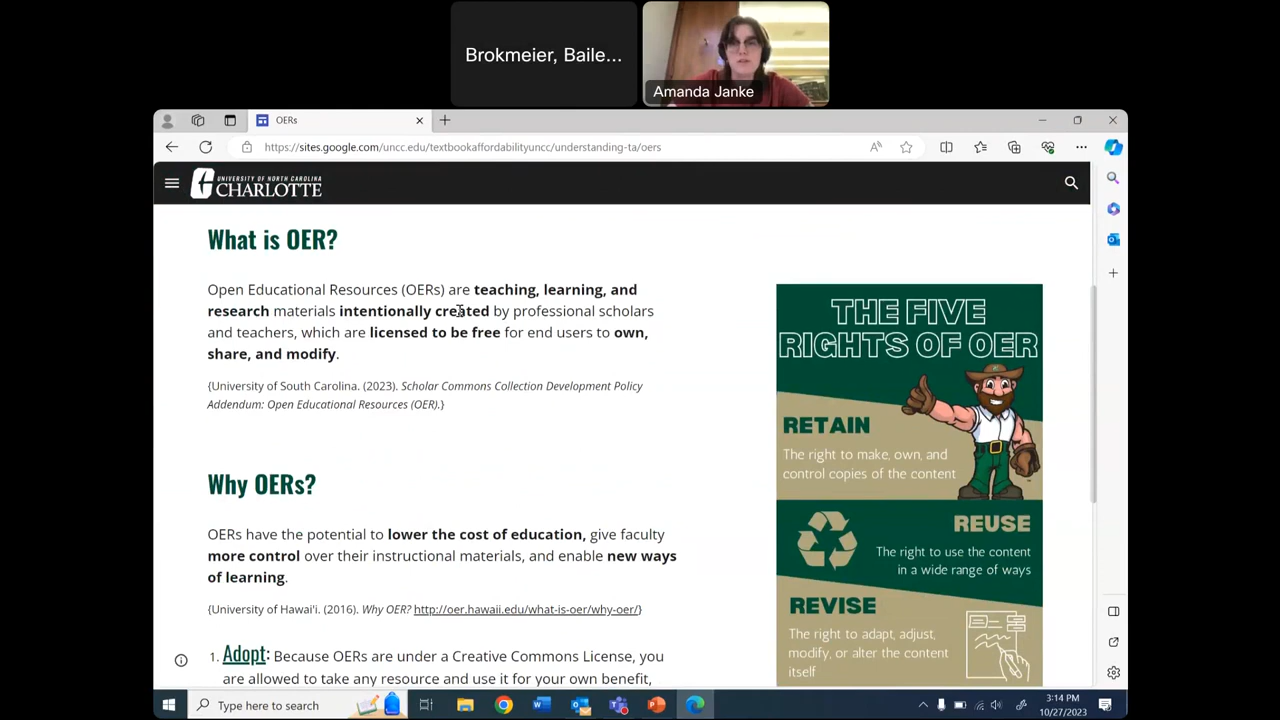 Brokmeier, Baile...
Amanda Janke
OERs
https://sites.google.com/uncc.edu/textbookaffordabilityuncc/understanding-ta/oers
UNIVERSITY OF NORTH CAROLINA
CHARLOTTE
What is OER?
Open Educational Resources (OERs) are teaching, learning, and
research materials intentionally created by professional scholars
and teachers, which are licensed to be free for end users to own,
share, and modify.
{University of South Carolina. (2023). Scholar Commons Collection Development Policy
Addendum: Open Educational Resources (OER).}
Why OERs?
OERs have the potential to lower the cost of education, give faculty
more control over their instructional materials, and enable new ways
of learning.
{University of Hawai'i. (2016). Why OER? http://oer.hawaii.edu/what-is-oer/why-oer/}
1. Adopt: Because OERs are under a Creative Commons License, you
are allowed to take any resource and use it for your own benefit,
THE FIVE
RIGHTS OF OER
RETAIN
The right to make, own, and
control copies of the content
REUSE
The right to use the content
in a wide range of ways
REVISE
The right to adapt, adjust,
modify, or alter the content
itself
Type here to search
3:14 PM
10/27/2023